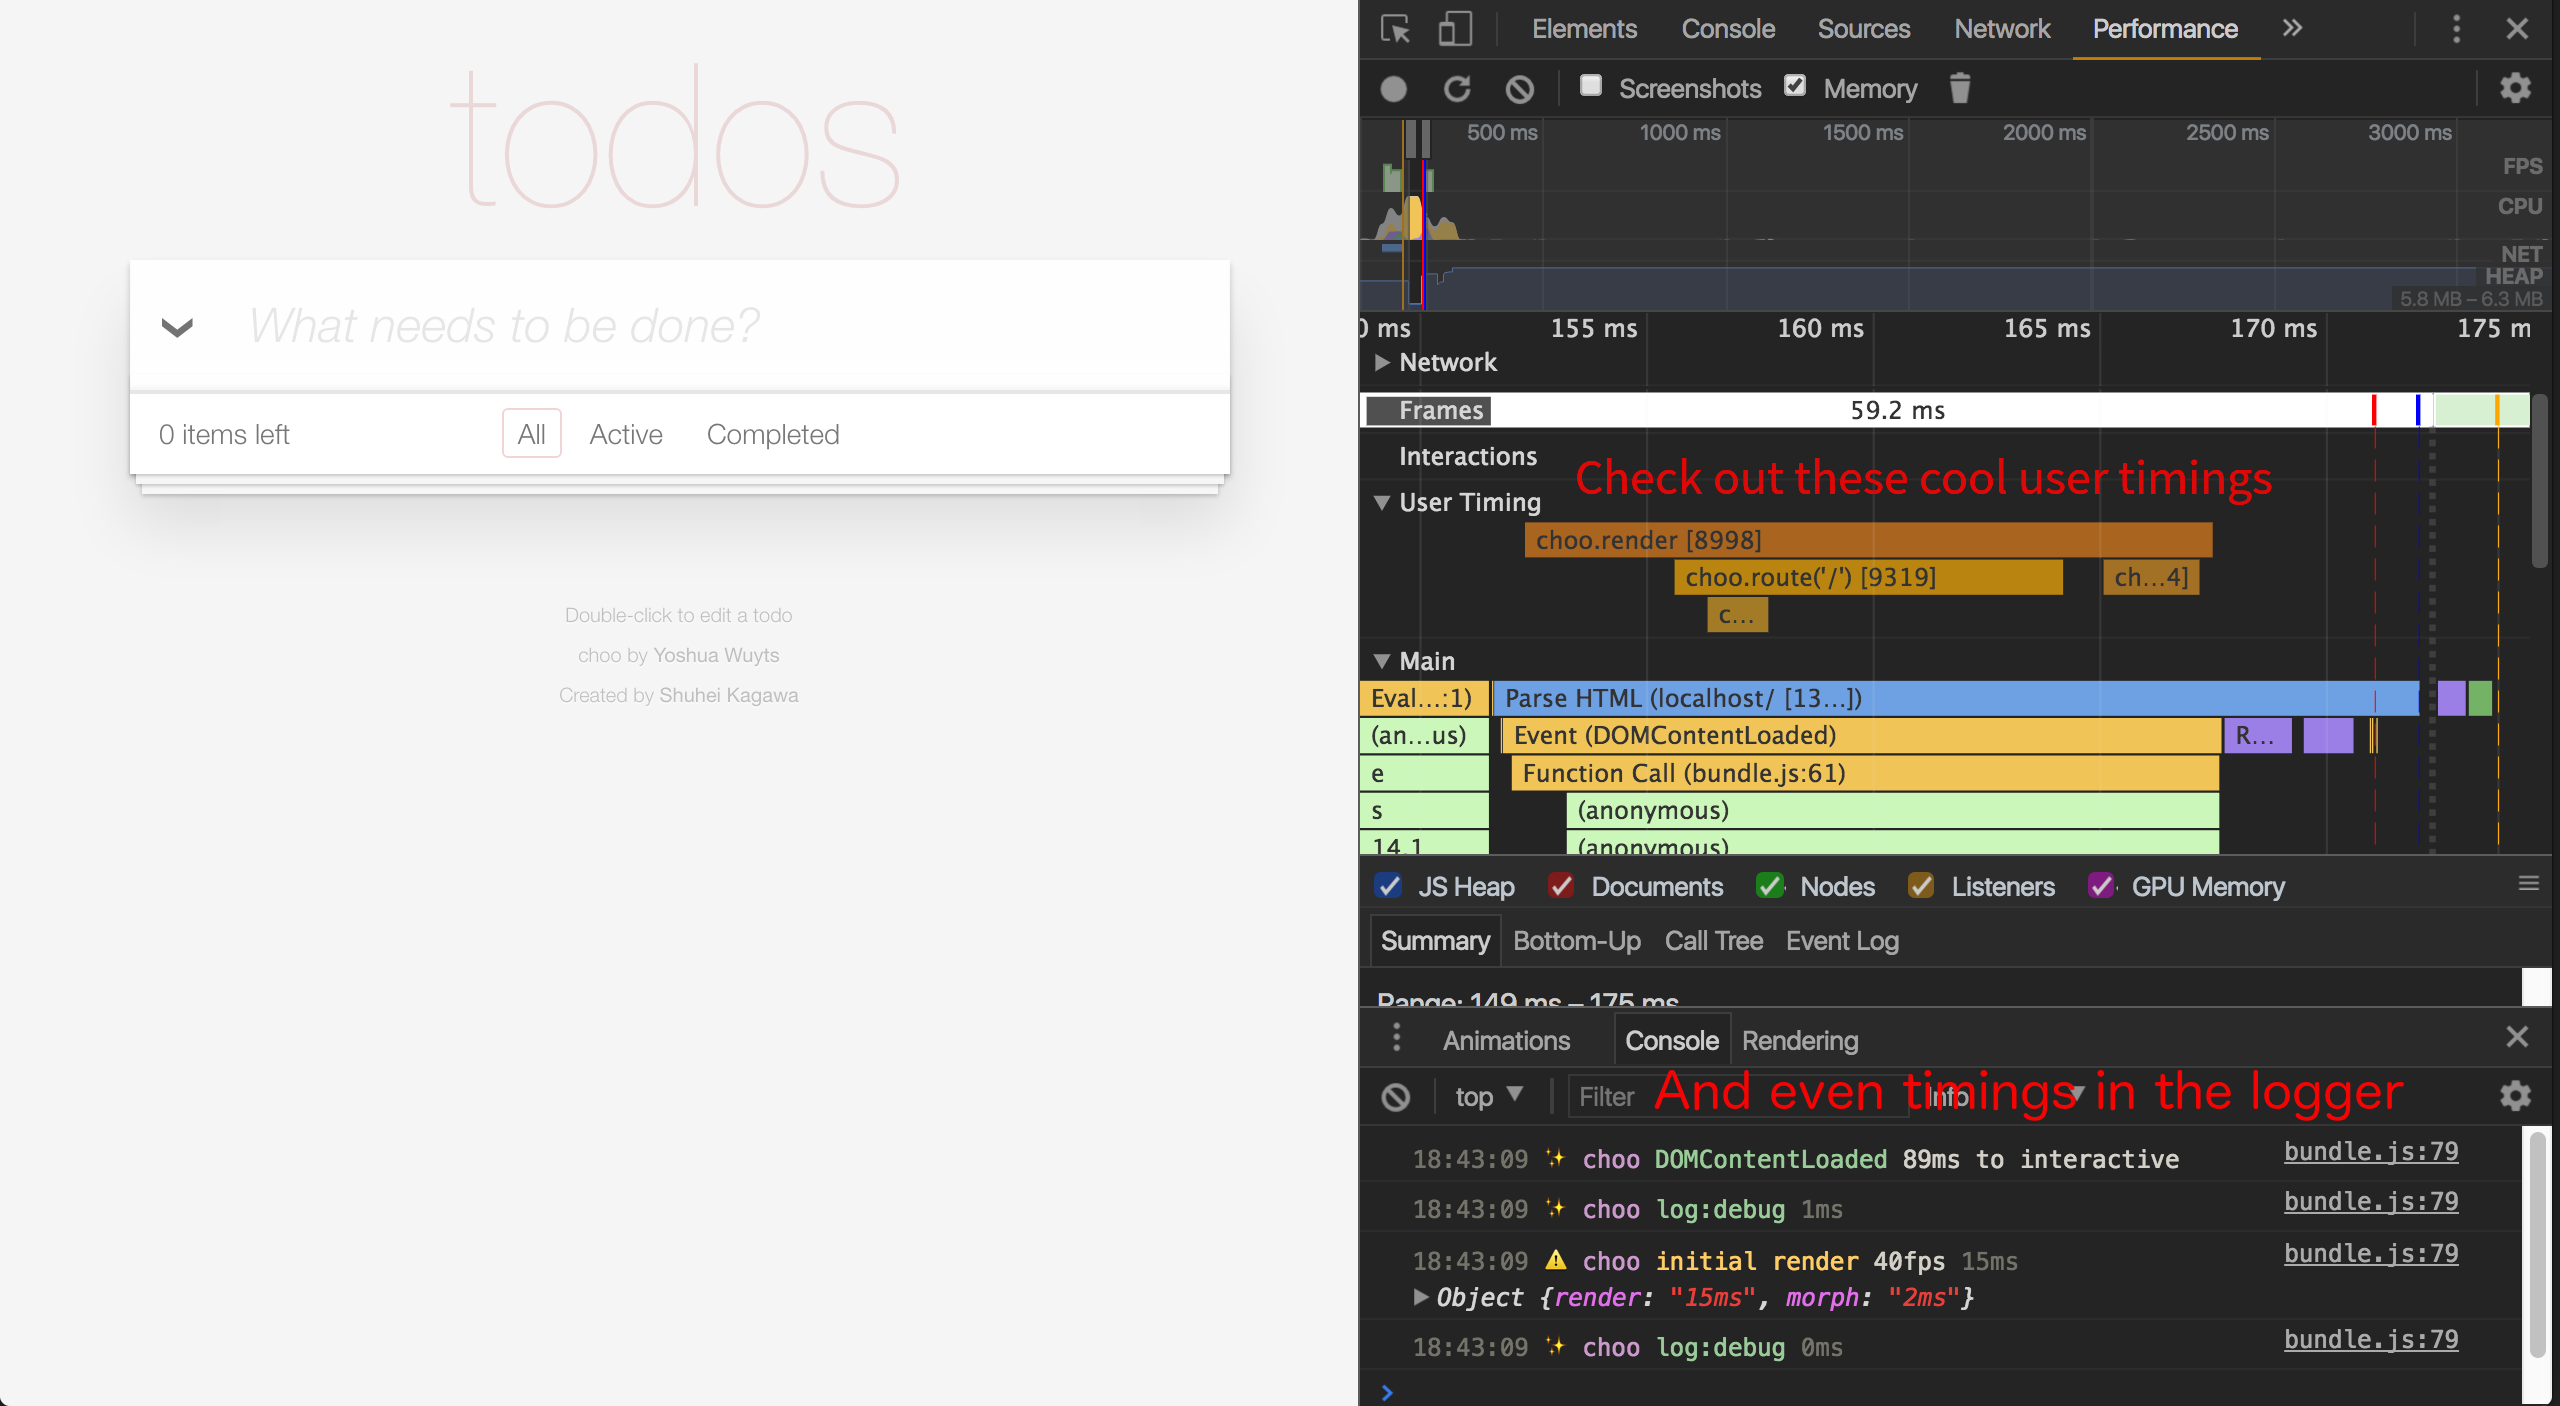 todos
What needs to be done?
0 items left All Active Completed
Double-click to edit a todo
choo by Yoshua Wuyts
Created by Shuhei Kagawa
Elements Console Sources Network Performance
Screenshots Memory
500 ms 1000 ms 1500 ms 2000 ms 2500 ms 3000 ms
FPS
CPU
NET
HEAP
5.8 MB – 6.3 MB
0 ms 155 ms 160 ms 165 ms 170 ms 175 m
Network
Frames 59.2 ms
Interactions
Check out these cool user timings
User Timing
choo.render [8998]
choo.route('/') [9319] ch…4]
c…
Main
Eval…:1) Parse HTML (localhost/ [13…])
(an…us) Event (DOMContentLoaded) R…
e Function Call (bundle.js:61)
s (anonymous)
14.1 (anonymous)
JS Heap Documents Nodes Listeners GPU Memory
Summary Bottom-Up Call Tree Event Log
Range: 149 ms – 175 ms
Animations Console Rendering
top Filter Info
And even timings in the logger
18:43:09 ✨ choo DOMContentLoaded 89ms to interactive bundle.js:79
18:43:09 ✨ choo log:debug 1ms bundle.js:79
18:43:09 ⚠️ choo initial render 40fps 15ms bundle.js:79
Object {render: "15ms", morph: "2ms"}
18:43:09 ✨ choo log:debug 0ms bundle.js:79